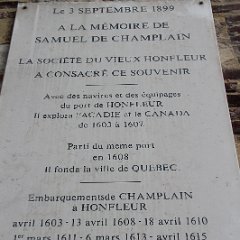 Le 3 SEPTEMBRE 1899
A LA MÉMOIRE DE
SAMUEL DE CHAMPLAIN
LA SOCIÉTÉ DU VIEUX HONFLEUR
A CONSACRÉ CE SOUVENIR
Avec des navires et des équipages
du port de HONFLEUR
Il explora l'ACADIE et le CANADA
de 1603 à 1607
Parti du même port
en 1608
Il fonda la ville de QUÉBEC.
Embarquements de CHAMPLAIN
à HONFLEUR
avril 1603 - 13 avril 1608 - 18 avril 1610
1er mars 1611 - 6 mars 1613 - avril 1615